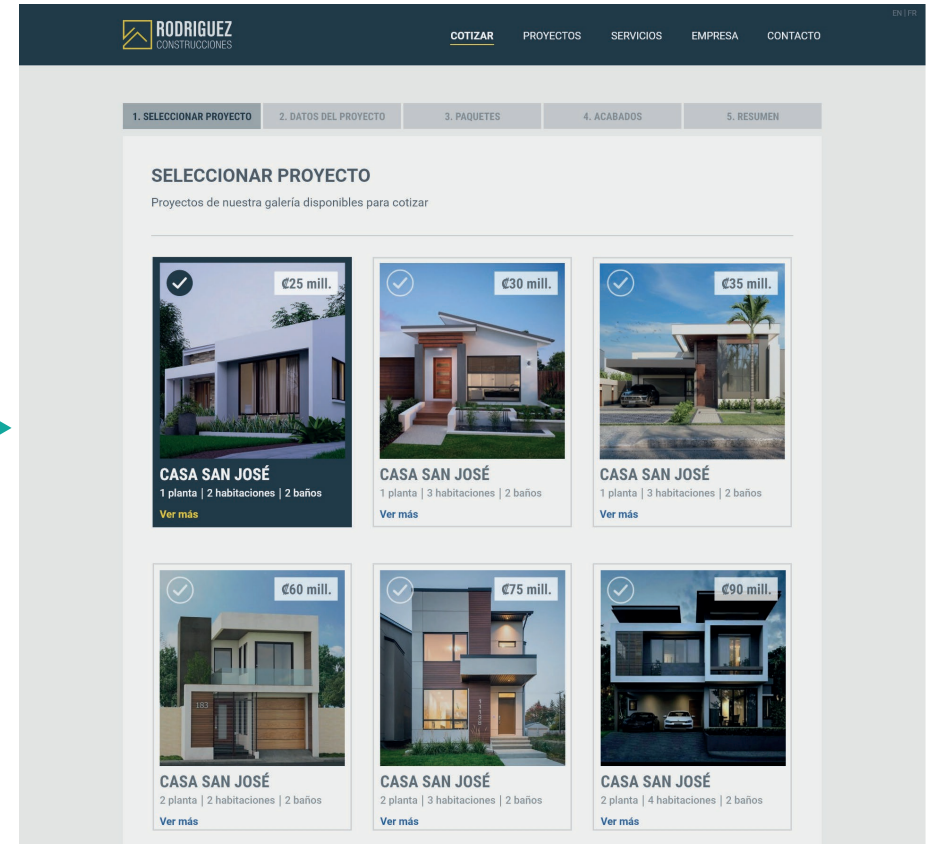 EN | FR
RODRIGUEZ
CONSTRUCCIONES
COTIZAR PROYECTOS SERVICIOS EMPRESA CONTACTO
1. SELECCIONAR PROYECTO 2. DATOS DEL PROYECTO 3. PAQUETES 4. ACABADOS 5. RESUMEN
SELECCIONAR PROYECTO
Proyectos de nuestra galería disponibles para cotizar
₡25 mill. ₡30 mill. ₡35 mill.
CASA SAN JOSÉ CASA SAN JOSÉ CASA SAN JOSÉ
1 planta | 2 habitaciones | 2 baños 1 planta | 3 habitaciones | 2 baños 1 planta | 3 habitaciones | 2 baños
Ver más Ver más Ver más
₡60 mill. ₡75 mill. ₡90 mill.
183
CASA SAN JOSÉ CASA SAN JOSÉ CASA SAN JOSÉ
2 planta | 2 habitaciones | 2 baños 2 planta | 3 habitaciones | 2 baños 2 planta | 4 habitaciones | 2 baños
Ver más Ver más Ver más